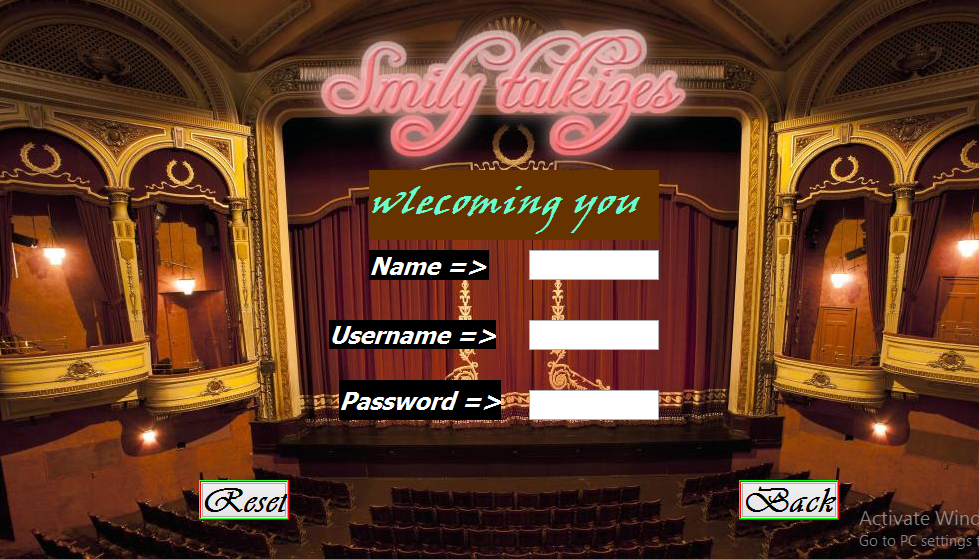 Smily talkizes
wlecoming you
Name =>
Username =>
Password =>
Reset
Back
Activate Wind
Go to PC settings